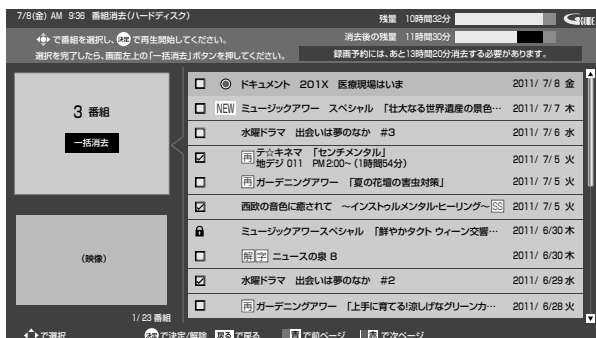 7/8(金) AM 9:36 番組消去(ハードディスク)
残量 10時間32分
G GUIDE
で番組を選択し、決定で再生開始してください。
消去後の残量 11時間30分
選択を完了したら、画面左上の「一括消去」ボタンを押してください。
録画予約には、あと13時間20分消去する必要があります。
3 番組
一括消去
ドキュメント 201X 医療現場はいま 2011/ 7/ 8 金
NEW ミュージックアワー スペシャル 「壮大なる世界遺産の景色… 2011/ 7/ 7 木
水曜ドラマ 出会いは夢のなか #3 2011/ 7/ 6 水
再 テ☆キネマ 「センチメンタル」
地デジ 011 PM 2:00~(1時間54分) 2011/ 7/ 5 火
再 ガーデニングアワー 「夏の花壇の害虫対策」 2011/ 7/ 5 火
西欧の音色に癒されて ~インストゥルメンタル・ヒーリング~ SS 2011/ 7/ 5 火
ミュージックアワースペシャル 「鮮やかタクト ウィーン交響… 2011/ 6/30 木
解 字 ニュースの泉 8 2011/ 6/30 木
水曜ドラマ 出会いは夢のなか #2 2011/ 6/29 水
再 ガーデニングアワー 「上手に育てる!涼しげなグリーンカ… 2011/ 6/28 火
(映像)
1/ 23 番組
で選択 決定 で決定/解除 戻る で戻る 青 で前ページ 赤 で次ページ